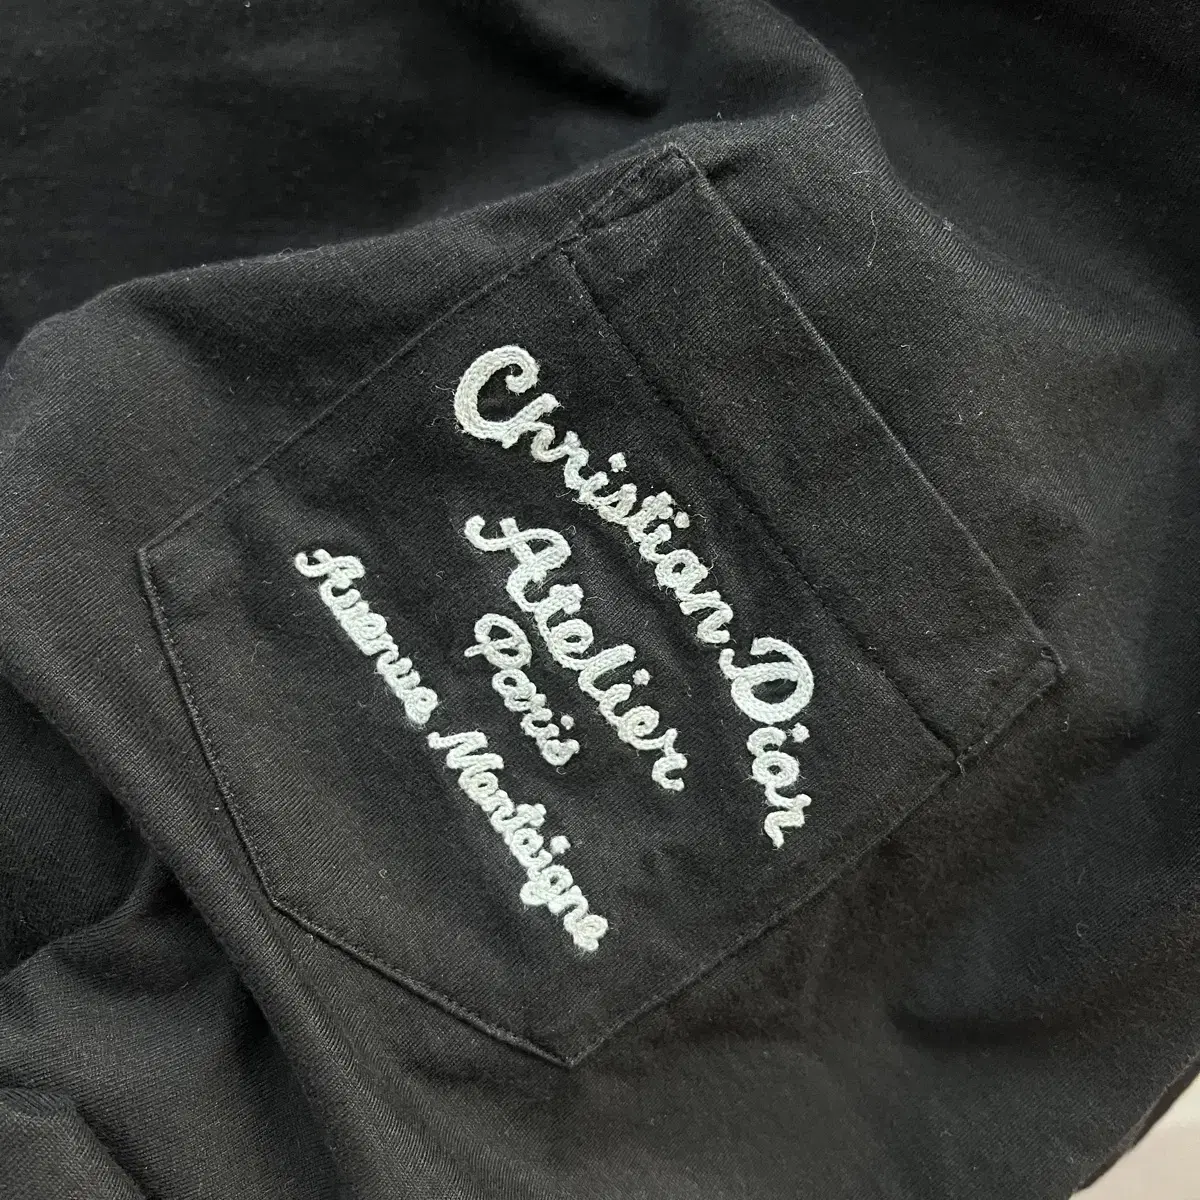 Christian Dior
Atelier
Paris
Avenue Montaigne